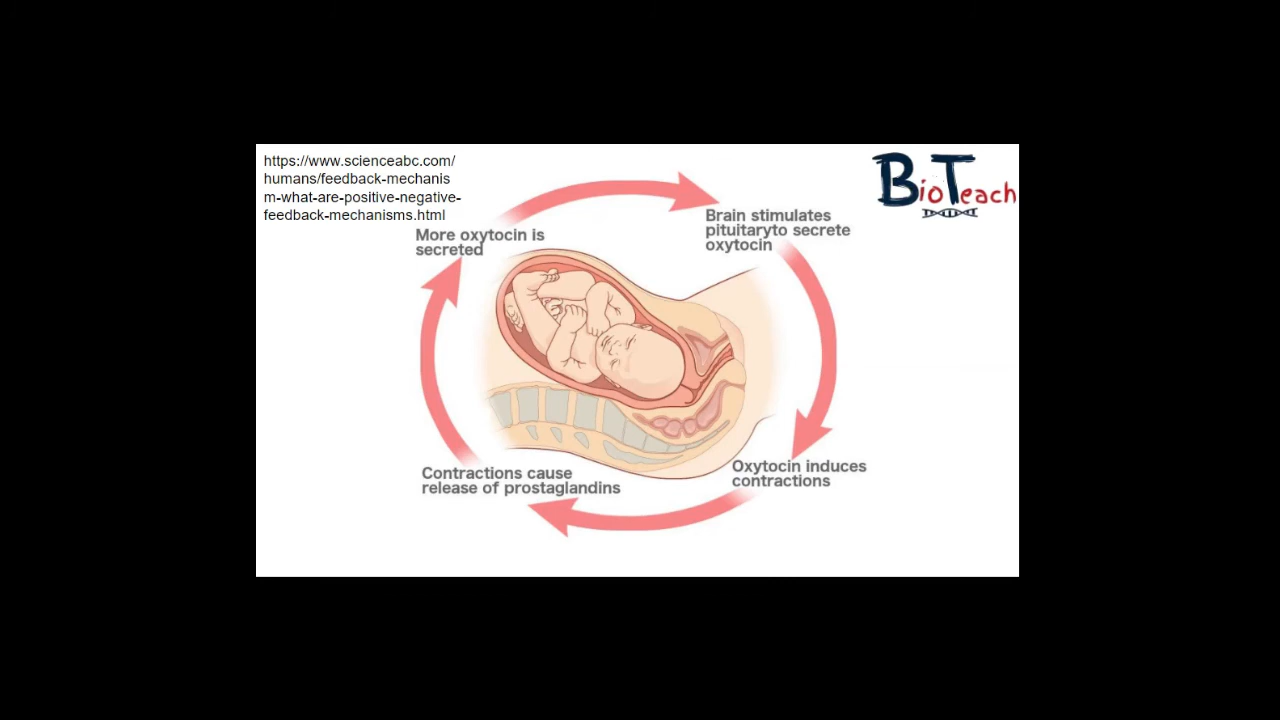 https://www.scienceabc.com/
humans/feedback-mechanis
m-what-are-positive-negative-
feedback-mechanisms.html
BioTeach
More oxytocin is
secreted
Brain stimulates
pituitaryto secrete
oxytocin
Contractions cause
release of prostaglandins
Oxytocin induces
contractions